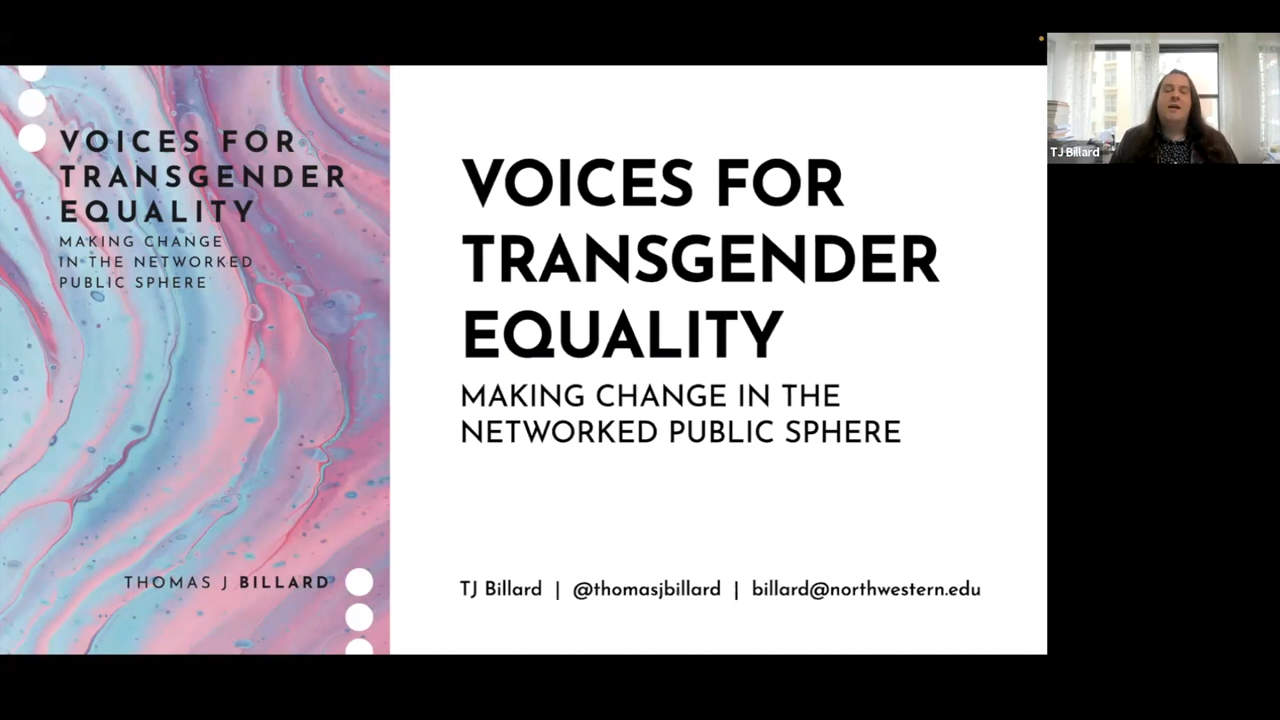 VOICES FOR
TRANSGENDER
EQUALITY
MAKING CHANGE
IN THE NETWORKED
PUBLIC SPHERE
THOMAS J BILLARD
VOICES FOR
TRANSGENDER
EQUALITY
MAKING CHANGE IN THE
NETWORKED PUBLIC SPHERE
TJ Billard | @thomasjbillard | billard@northwestern.edu
TJ Billard